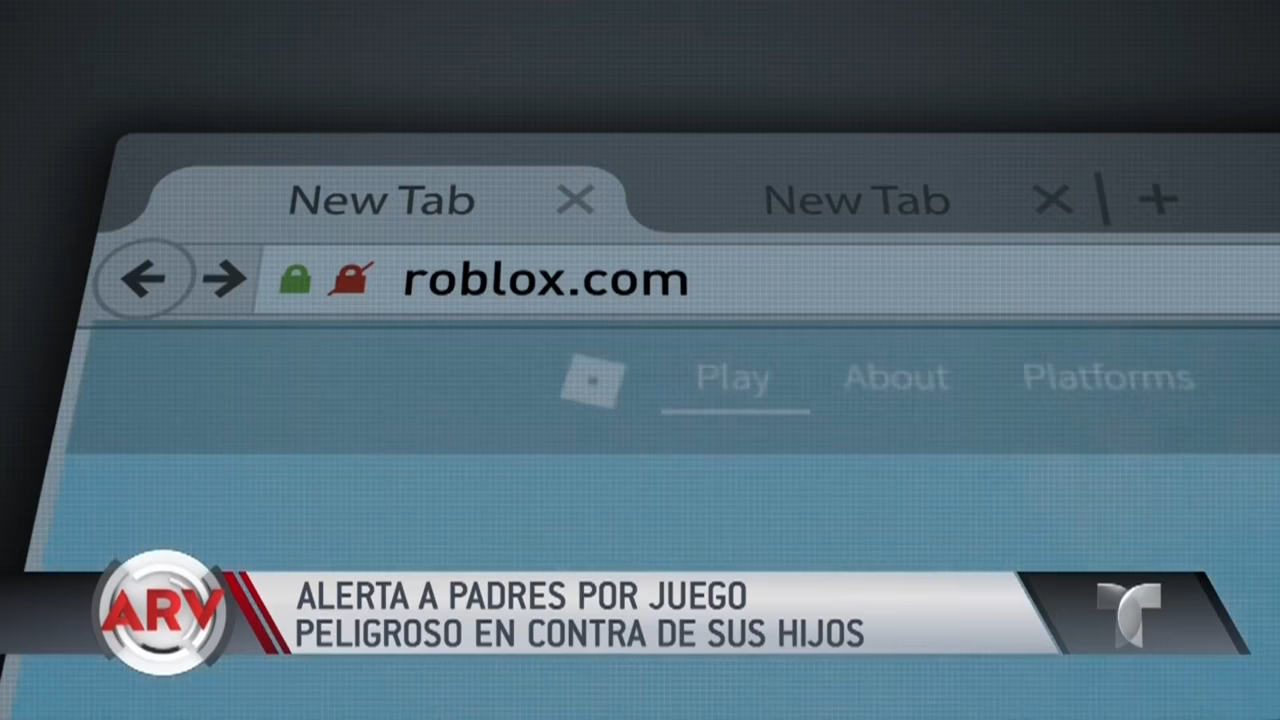 New Tab
New Tab
roblox.com
Play About Platforms
ARV
ALERTA A PADRES POR JUEGO
PELIGROSO EN CONTRA DE SUS HIJOS